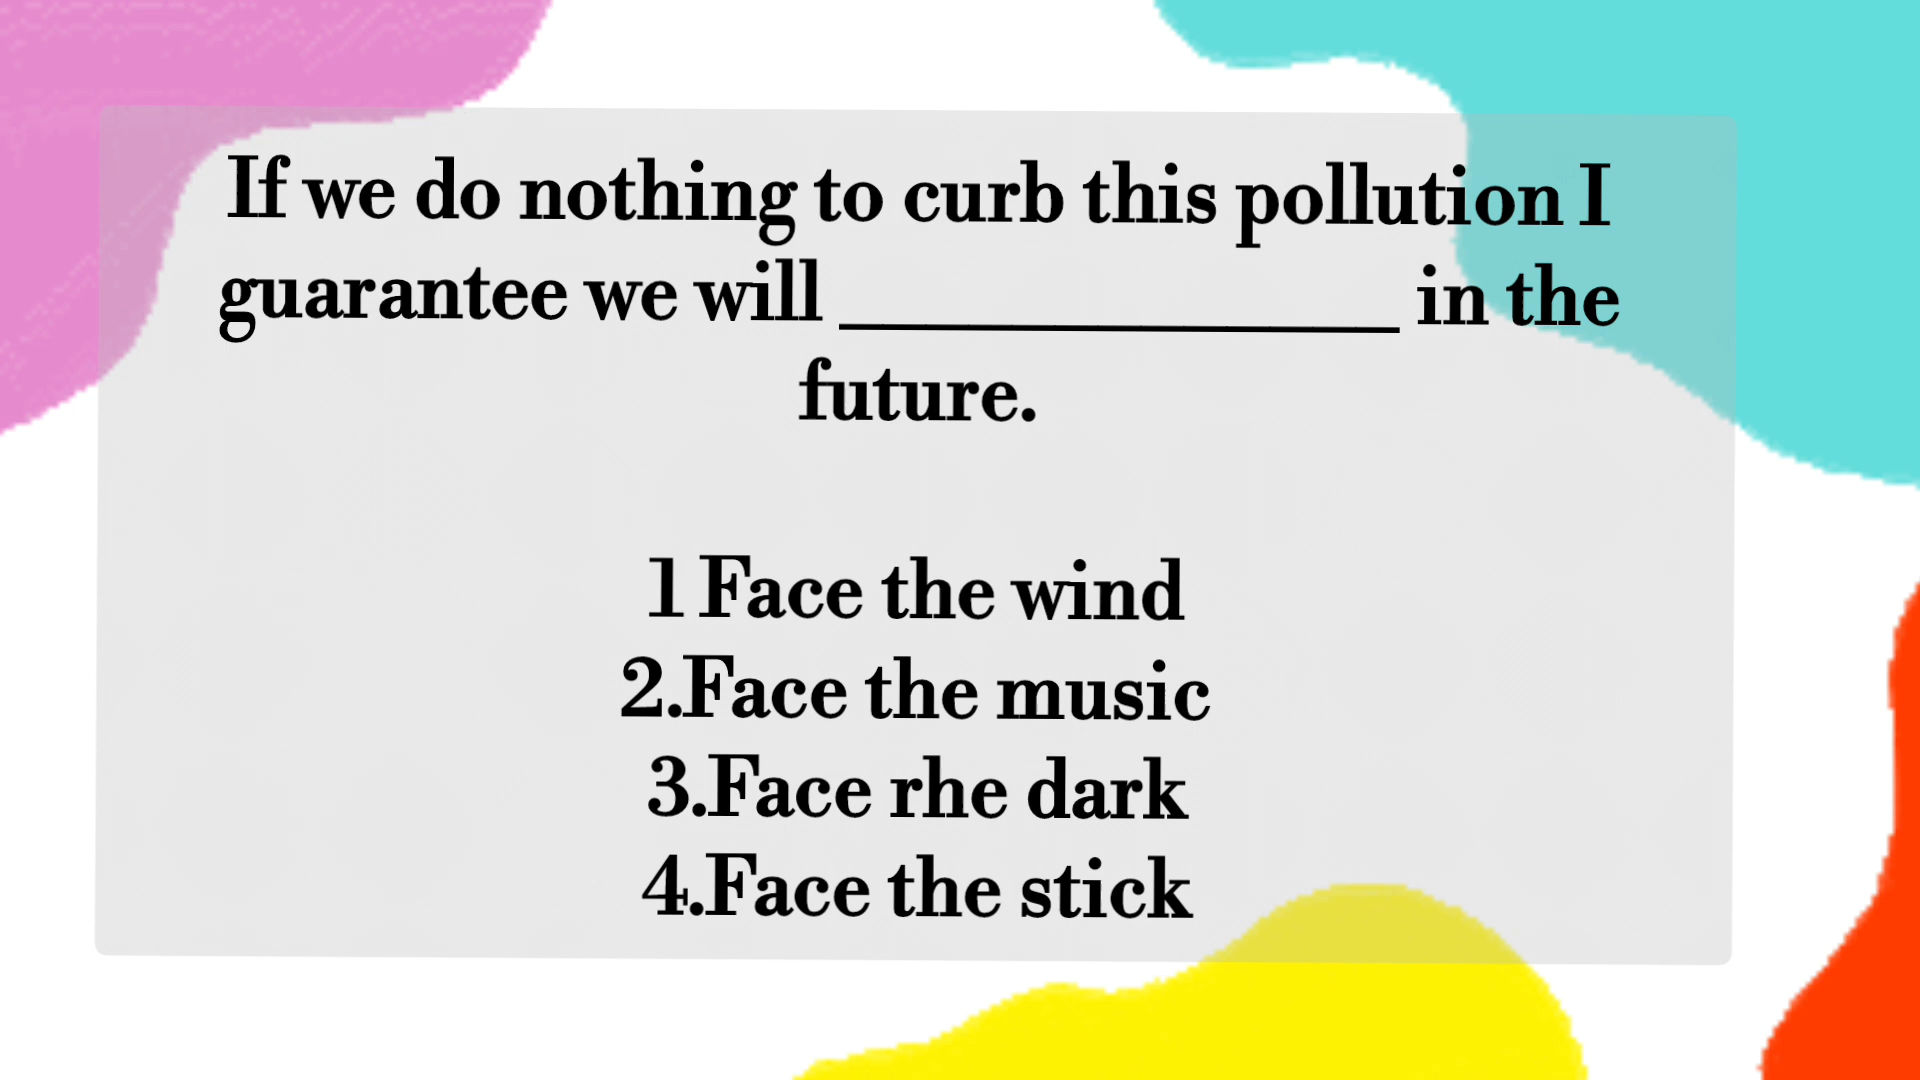 If we do nothing to curb this pollution I
guarantee we will ______________ in the
future.
1 Face the wind
2.Face the music
3.Face rhe dark
4.Face the stick